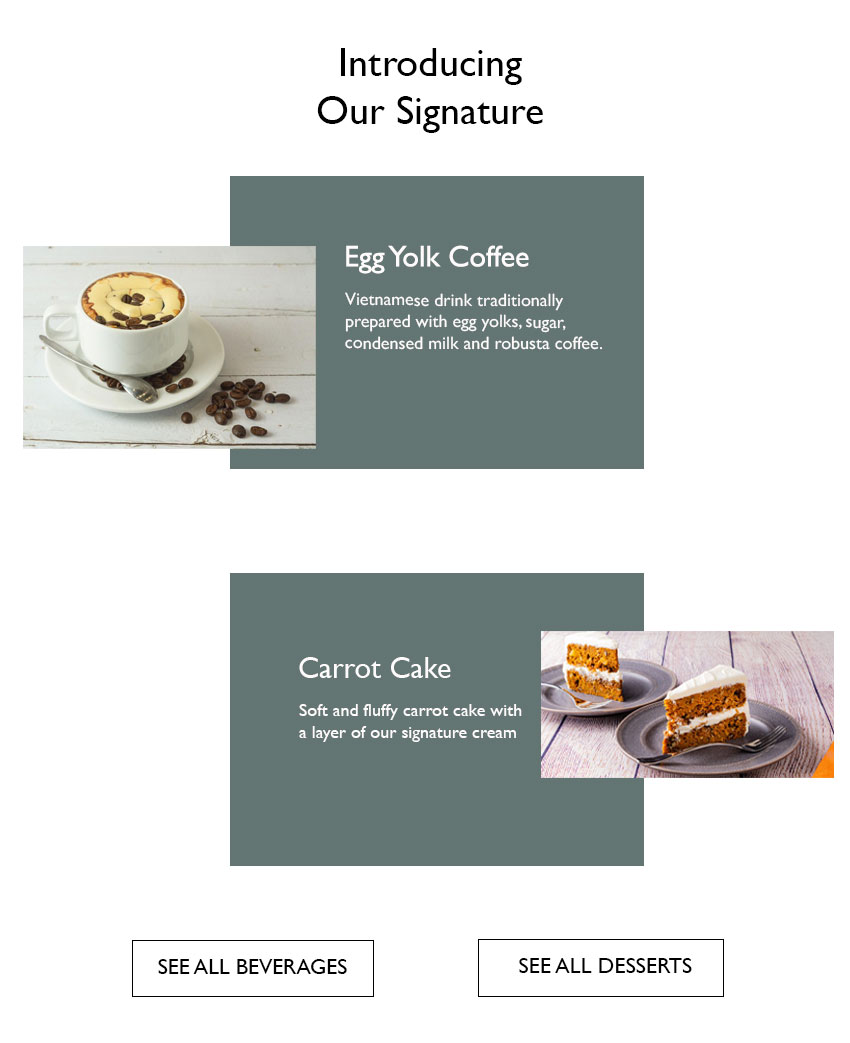 Introducing
Our Signature
Egg Yolk Coffee
Vietnamese drink traditionally
prepared with egg yolks, sugar,
condensed milk and robusta coffee.
Carrot Cake
Soft and fluffy carrot cake with
a layer of our signature cream
SEE ALL BEVERAGES
SEE ALL DESSERTS